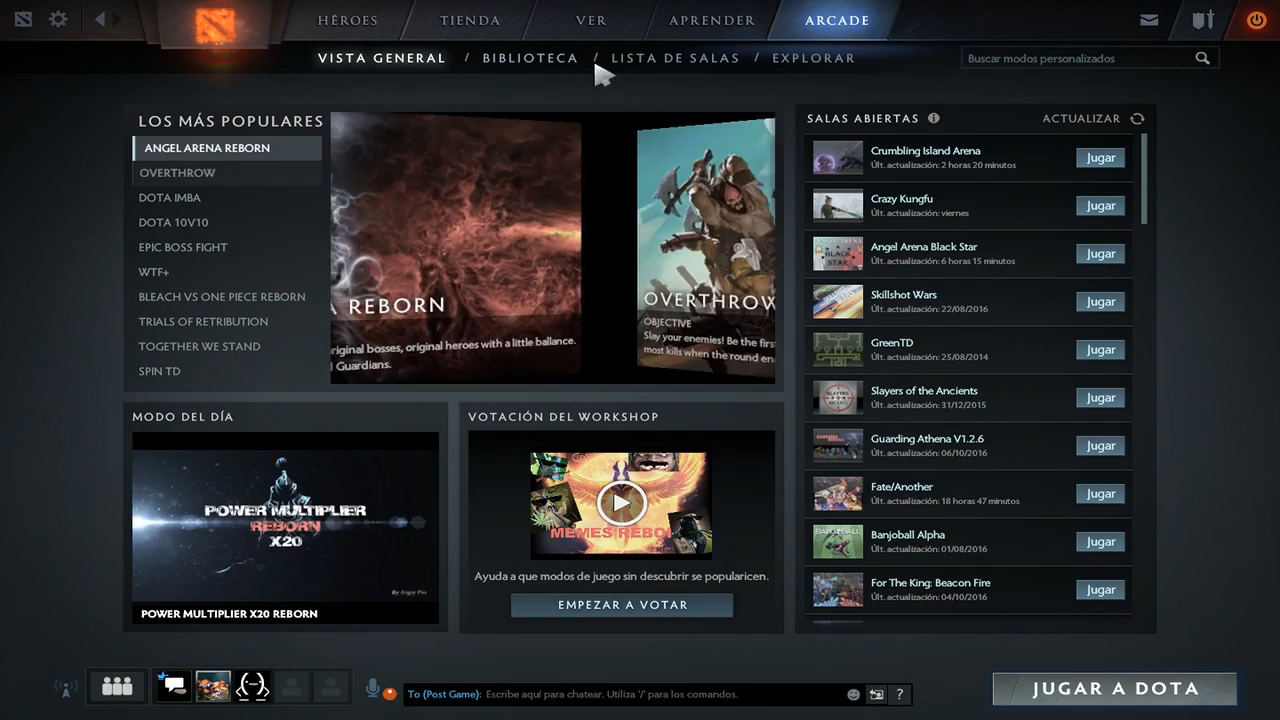 HÉROES
TIENDA
VER
APRENDER
ARCADE
VISTA GENERAL / BIBLIOTECA / LISTA DE SALAS / EXPLORAR
Buscar modos personalizados
LOS MÁS POPULARES
ANGEL ARENA REBORN
OVERTHROW
DOTA IMBA
DOTA 10V10
EPIC BOSS FIGHT
WTF+
BLEACH VS ONE PIECE REBORN
TRIALS OF RETRIBUTION
TOGETHER WE STAND
SPIN TD
A REBORN
riginal bosses, original heroes with a little ballance.
l Guardians.
OVERTHROW
OBJECTIVE
Slay your enemies! Be the firs
most kills when the round en
SALAS ABIERTAS
ACTUALIZAR
Crumbling Island Arena
Últ. actualización: 2 horas 20 minutos
Jugar
Crazy Kungfu
Últ. actualización: viernes
Jugar
BLACK
STAR
Angel Arena Black Star
Últ. actualización: 6 horas 15 minutos
Jugar
Skillshot Wars
Últ. actualización: 22/08/2016
Jugar
GreenTD
Últ. actualización: 25/08/2014
Jugar
Slayers of the Ancients
Últ. actualización: 31/12/2015
Jugar
Guarding Athena V1.2.6
Últ. actualización: 06/10/2016
Jugar
Fate/Another
Últ. actualización: 18 horas 47 minutos
Jugar
BANJOBALL
Banjoball Alpha
Últ. actualización: 01/08/2016
Jugar
For The King: Beacon Fire
Últ. actualización: 04/10/2016
Jugar
MODO DEL DÍA
POWER MULTIPLIER
REBORN
X20
By Angry Pro
POWER MULTIPLIER X20 REBORN
VOTACIÓN DEL WORKSHOP
MEMES REBO
Ayuda a que modos de juego sin descubrir se popularicen.
EMPEZAR A VOTAR
To (Post Game): Escribe aquí para chatear. Utiliza '/' para los comandos.
?
JUGAR A DOTA